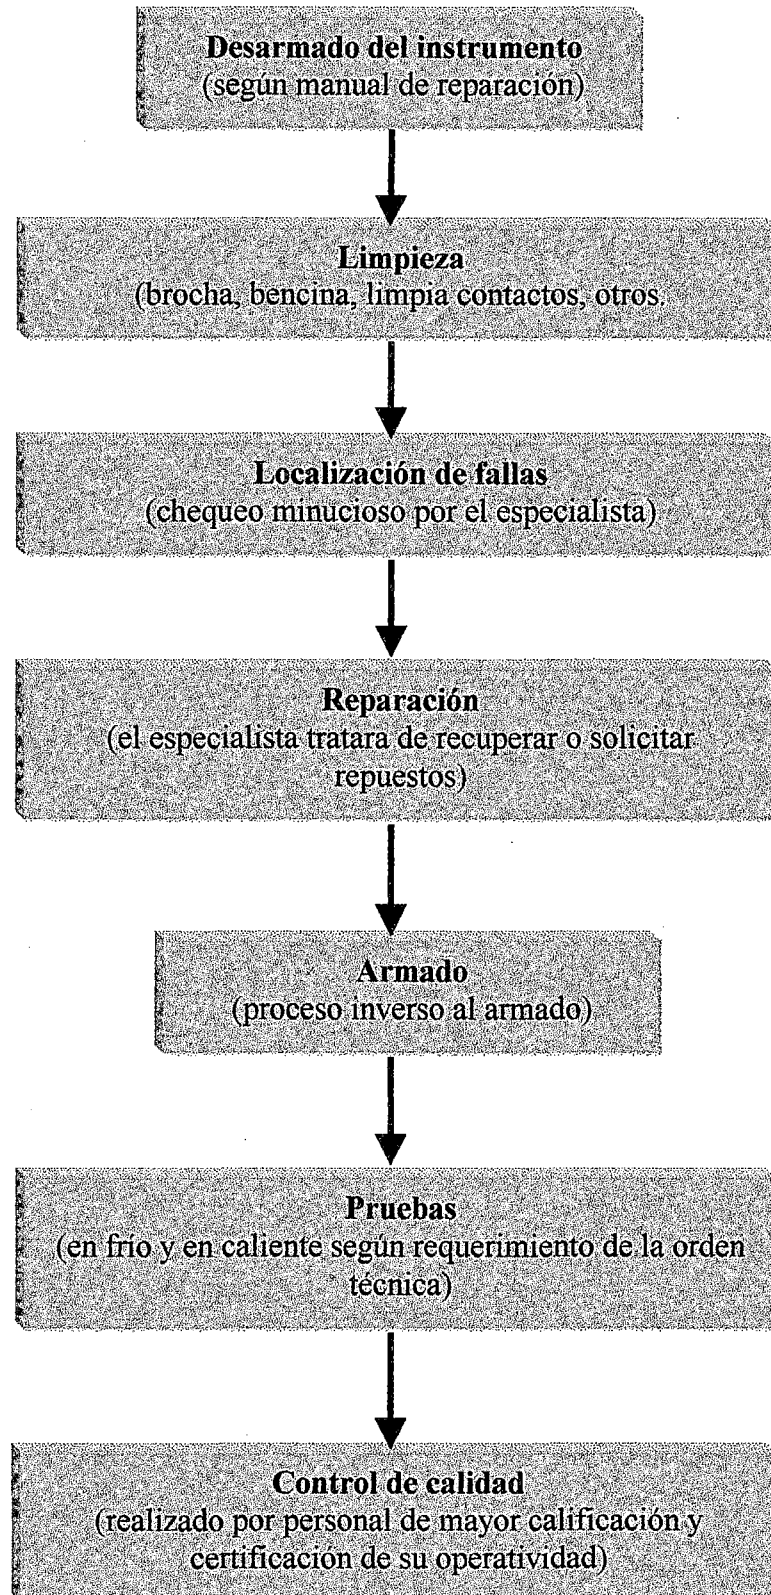 Desarmado del instrumento
(según manual de reparación)
Limpieza
(brocha, bencina, limpia contactos, otros.
Localización de fallas
(chequeo minucioso por el especialista)
Reparación
(el especialista tratara de recuperar o solicitar
repuestos)
Armado
(proceso inverso al armado)
Pruebas
(en frío y en caliente según requerimiento de la orden
técnica)
Control de calidad
(realizado por personal de mayor calificación y
certificación de su operatividad)